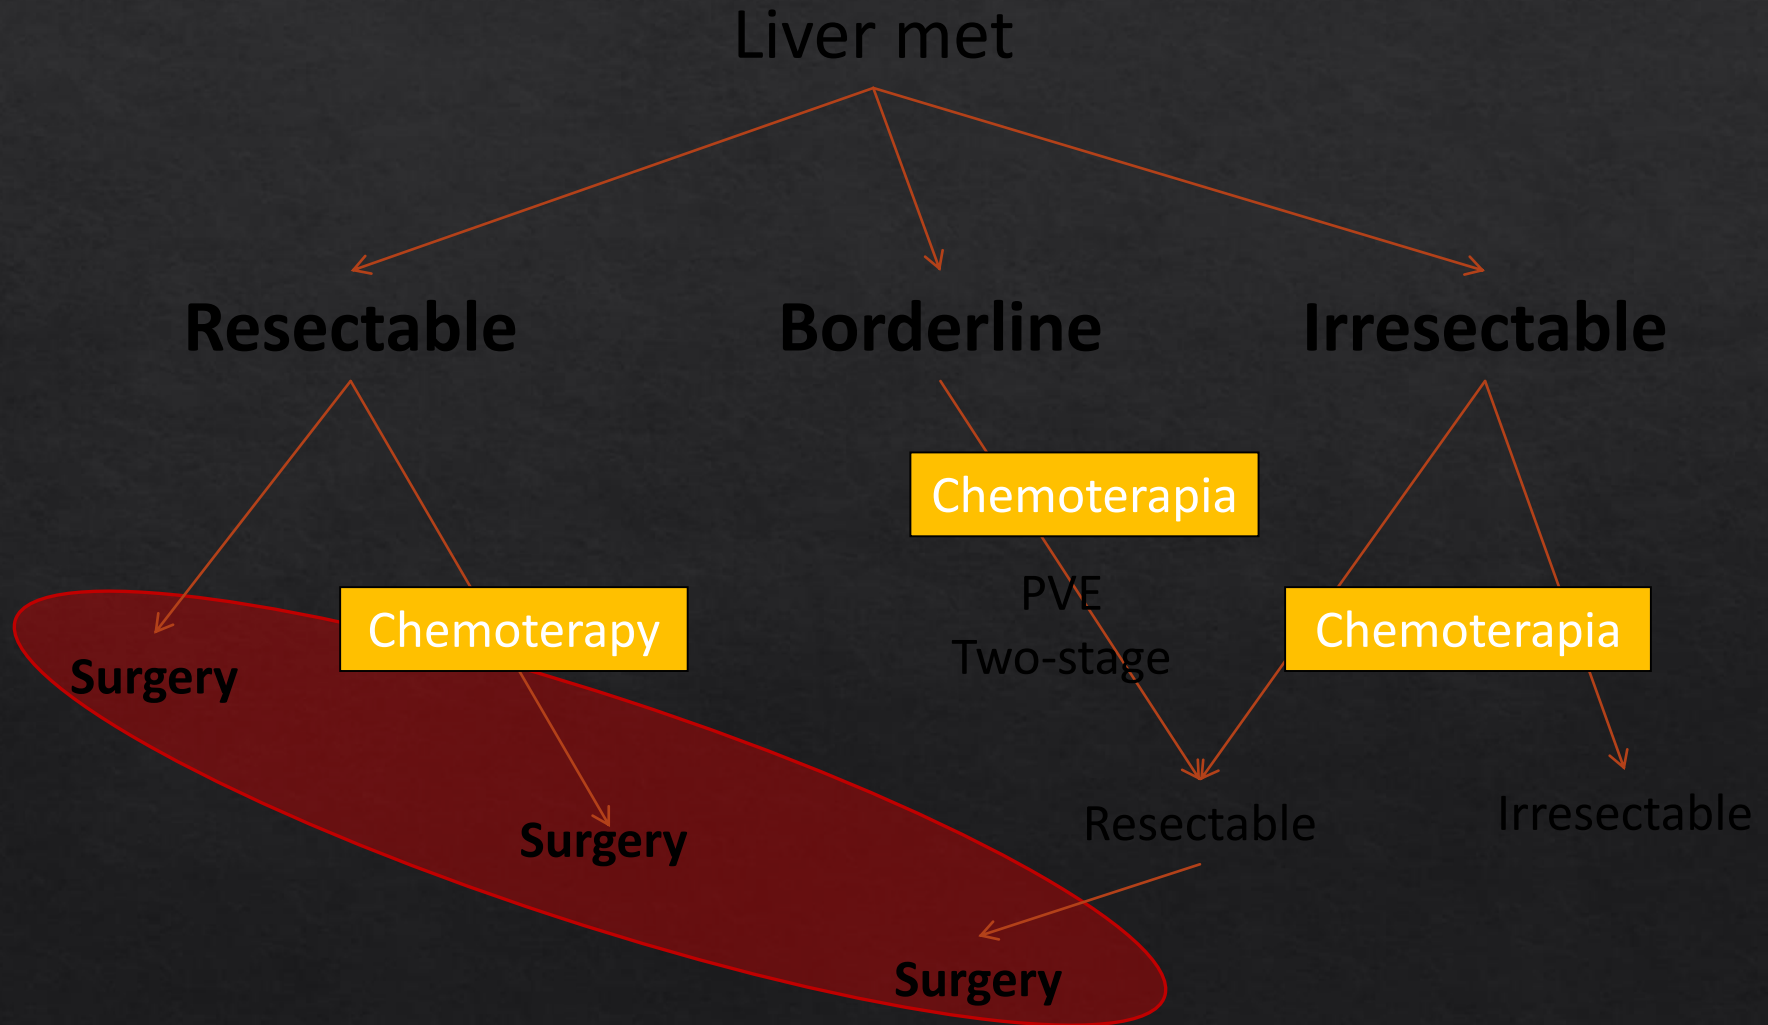 Liver met
Resectable
Borderline
Irresectable
Chemoterapia
PVE
Two-stage
Chemoterapy
Chemoterapia
Surgery
Surgery
Resectable
Irresectable
Surgery